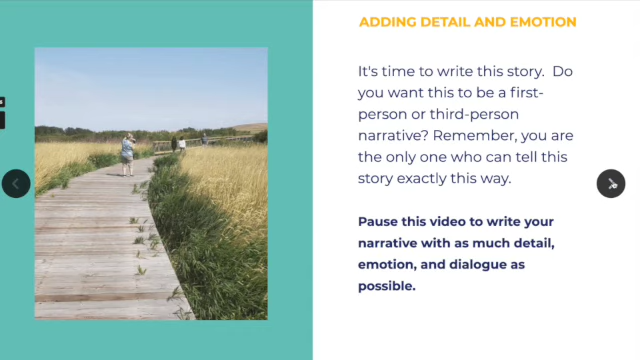 ADDING DETAIL AND EMOTION
It's time to write this story.  Do
you want this to be a first-
person or third-person
narrative? Remember, you are
the only one who can tell this
story exactly this way.
Pause this video to write your
narrative with as much detail,
emotion, and dialogue as
possible.